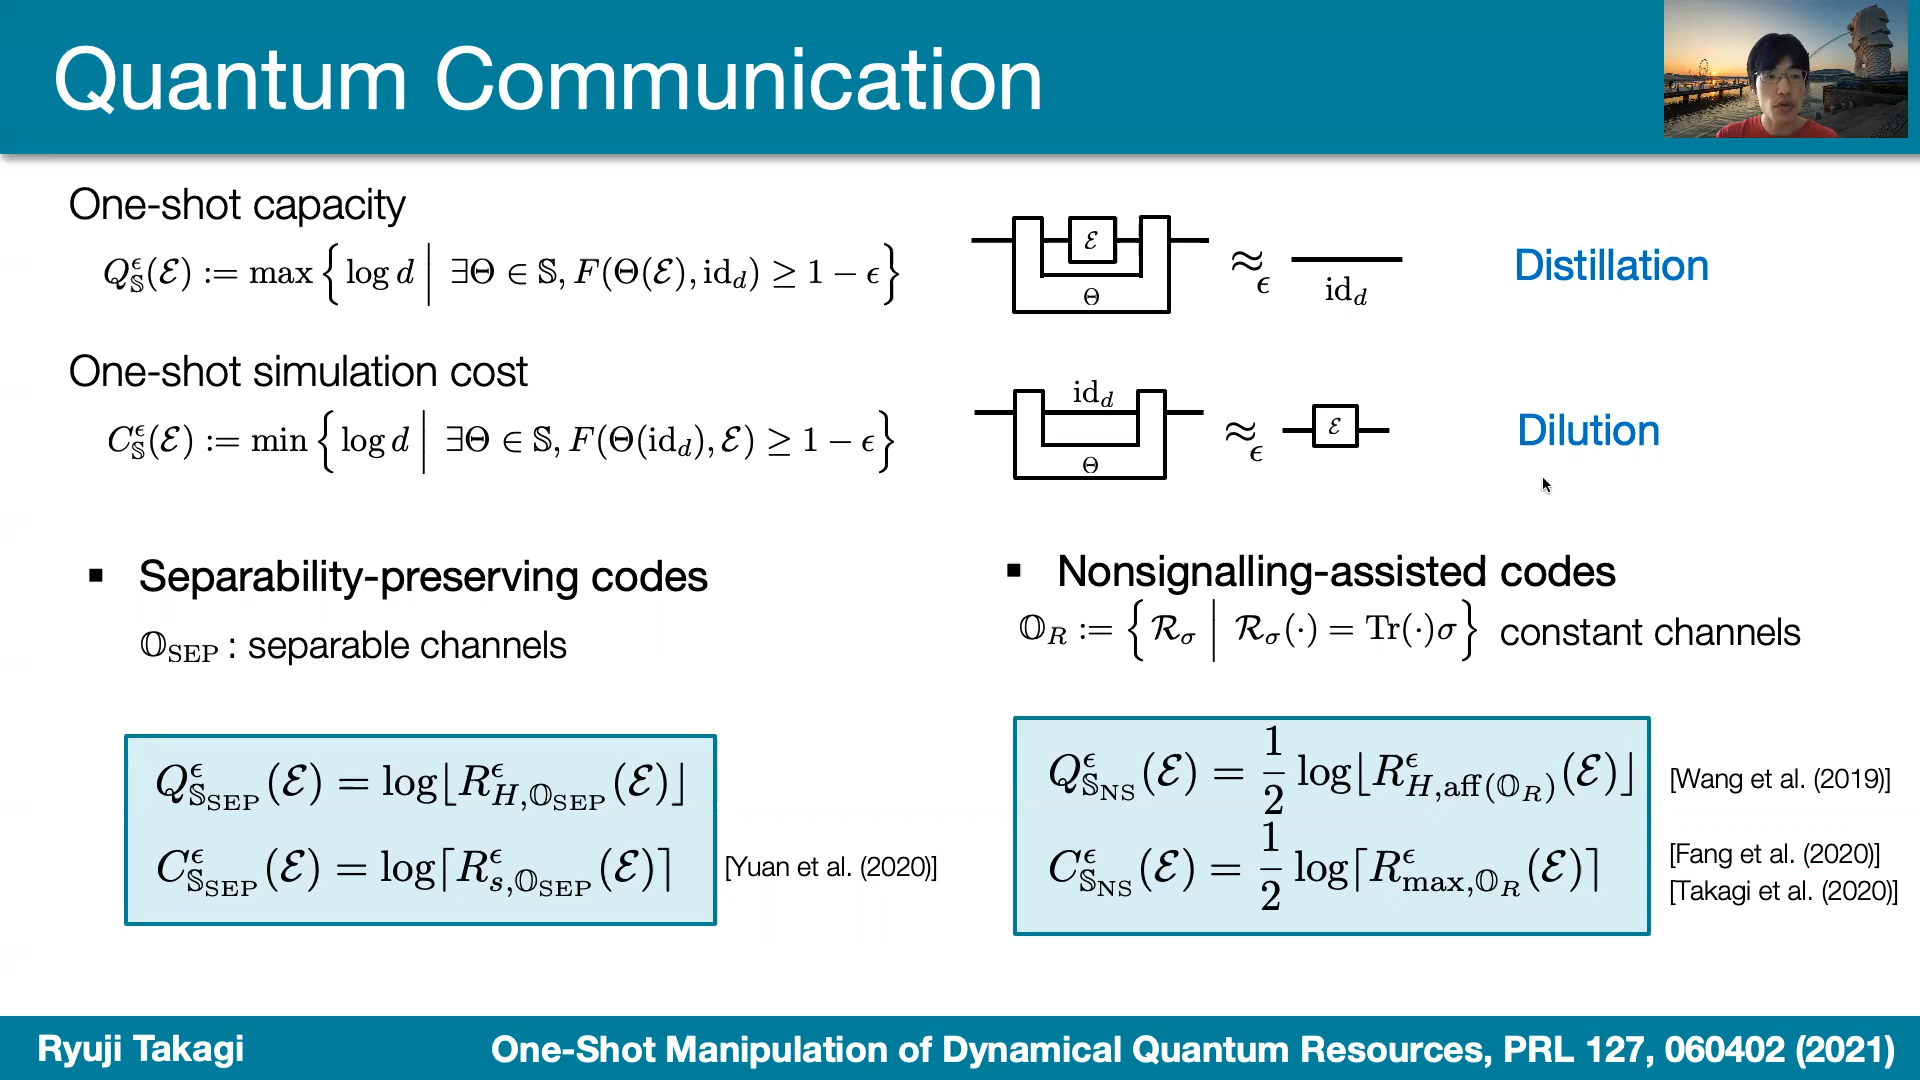 Quantum Communication
One-shot capacity
Q^ϵ_𝕊(ℰ) := max { log d | ∃Θ ∈ 𝕊, F(Θ(ℰ), id_d) ≥ 1 − ϵ }
ℰ
Θ
≈_ϵ
id_d
Distillation
One-shot simulation cost
C^ϵ_𝕊(ℰ) := min { log d | ∃Θ ∈ 𝕊, F(Θ(id_d), ℰ) ≥ 1 − ϵ }
id_d
Θ
≈_ϵ
ℰ
Dilution
▪ Separability-preserving codes
𝕆_SEP : separable channels
Q^ϵ_{𝕊_SEP}(ℰ) = log⌊R^ϵ_{H,𝕆_SEP}(ℰ)⌋
C^ϵ_{𝕊_SEP}(ℰ) = log⌈R^ϵ_{s,𝕆_SEP}(ℰ)⌉
[Yuan et al. (2020)]
▪ Nonsignalling-assisted codes
𝕆_R := { ℛ_σ | ℛ_σ(·) = Tr(·)σ } constant channels
Q^ϵ_{𝕊_NS}(ℰ) = 1/2 log⌊R^ϵ_{H,aff(𝕆_R)}(ℰ)⌋
[Wang et al. (2019)]
C^ϵ_{𝕊_NS}(ℰ) = 1/2 log⌈R^ϵ_{max,𝕆_R}(ℰ)⌉
[Fang et al. (2020)]
[Takagi et al. (2020)]
Ryuji Takagi
One-Shot Manipulation of Dynamical Quantum Resources, PRL 127, 060402 (2021)